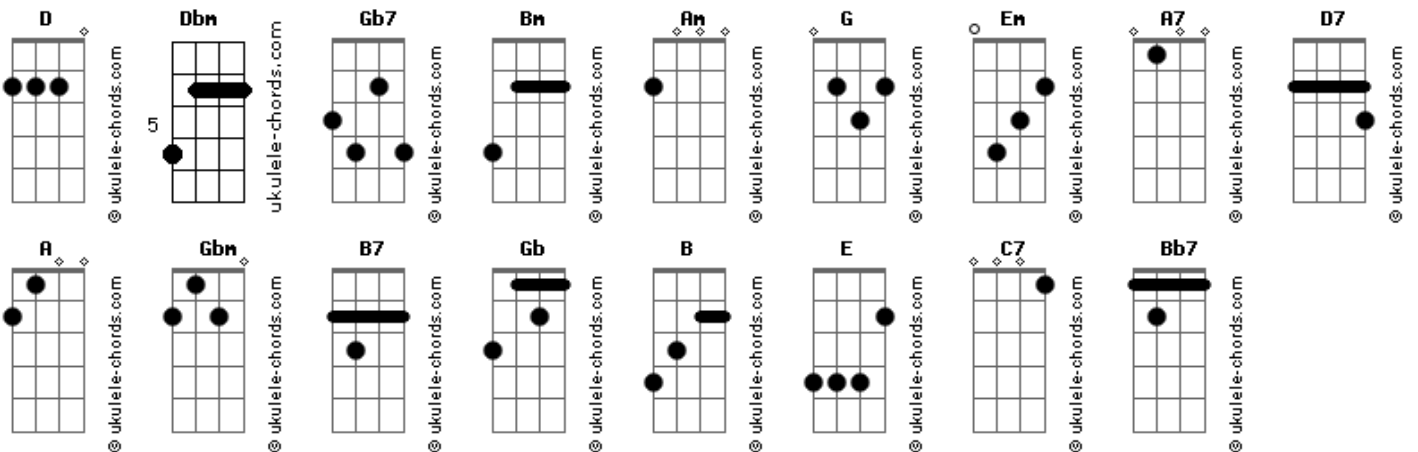 D Dbm Gb7 Bm Am G Em A7 D7
© ukulele-chords.com ukulele-chords.com © ukulele-chords.com © ukulele-chords.com © ukulele-chords.com © ukulele-chords.com © ukulele-chords.com © ukulele-chords.com © ukulele-chords.com
5
A Gbm B7 Gb B E C7 Bb7
© ukulele-chords.com © ukulele-chords.com © ukulele-chords.com © ukulele-chords.com © ukulele-chords.com © ukulele-chords.com © ukulele-chords.com © ukulele-chords.com